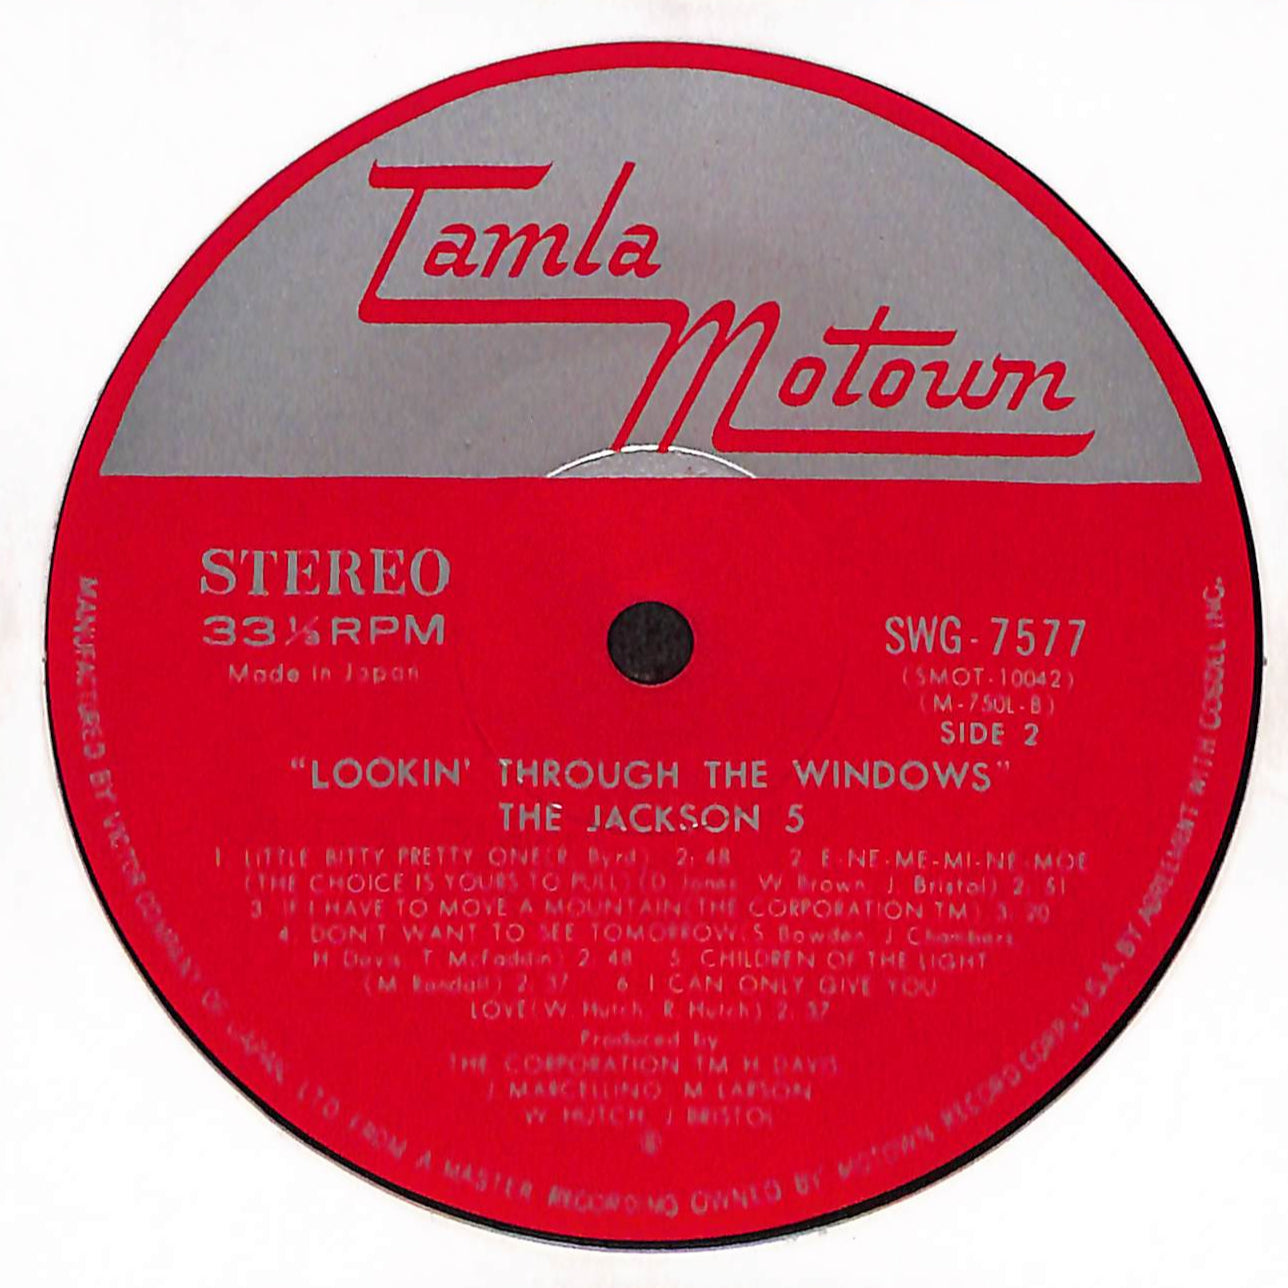 Tamla
Motown
STEREO
33⅓ RPM
Made in Japan
SWG-7577
(SMOT-10042)
(M-750L-B)
SIDE 2
"LOOKIN' THROUGH THE WINDOWS"
THE JACKSON 5
1. LITTLE BITTY PRETTY ONE(R. Byrd) 2:48 2. E-NE-ME-MI-NE-MOE
(THE CHOICE IS YOURS TO PULL) (D. Jones, W. Brown, J. Bristol) 2:51
3. IF I HAVE TO MOVE A MOUNTAIN(THE CORPORATION TM) 3:20
4. DON'T WANT TO SEE TOMORROW(S. Bowden, J. Chambers
H. Davis, T. McFaddin) 2:48 5. CHILDREN OF THE LIGHT
(M. Randall) 2:37 6. I CAN ONLY GIVE YOU
LOVE(W. Hutch, R. Hutch) 2:37
Produced by
THE CORPORATION TM H. DAVIS
J. MARCELLINO, M. LARSON
W. HUTCH, J. BRISTOL
MANUFACTURED BY VICTOR COMPANY OF JAPAN, LTD. FROM A MASTER RECORDING OWNED BY MOTOWN RECORD CORP., U.S.A. BY AGREEMENT WITH COSDEL INC.